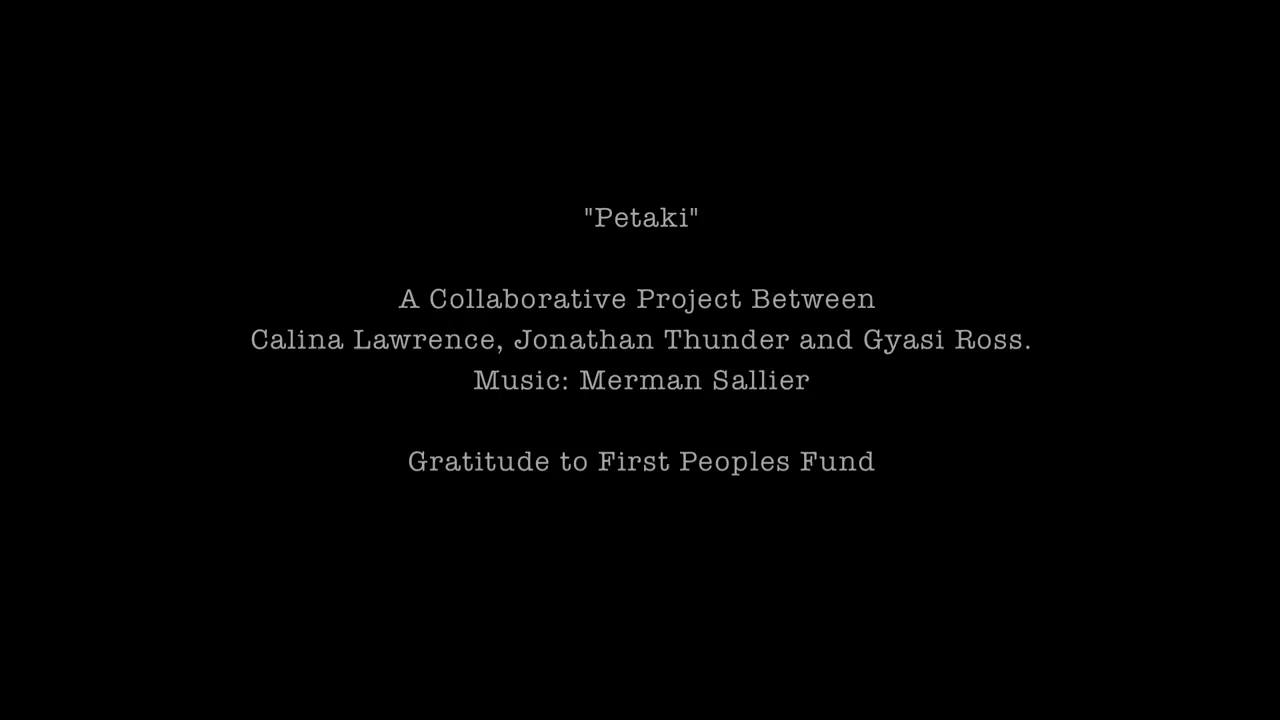 "Petaki"
A Collaborative Project Between
Calina Lawrence, Jonathan Thunder and Gyasi Ross.
Music: Merman Sallier
Gratitude to First Peoples Fund